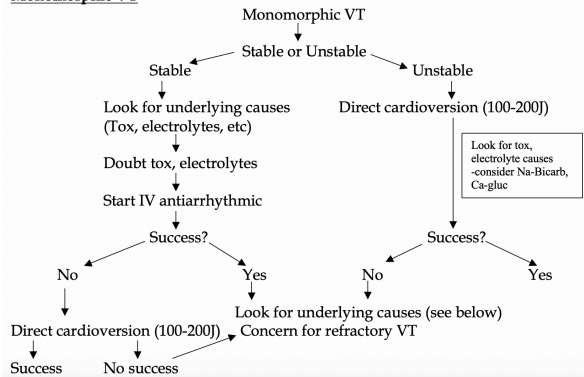 Monomorphic VT
Monomorphic VT
Stable or Unstable
Stable
Unstable
Look for underlying causes
(Tox, electrolytes, etc)
Direct cardioversion (100-200J)
Doubt tox, electrolytes
Look for tox,
electrolyte causes
-consider Na-Bicarb,
Ca-gluc
Start IV antiarrhythmic
Success?
Success?
No
Yes
No
Yes
Look for underlying causes (see below)
Direct cardioversion (100-200J)
Concern for refractory VT
Success
No success